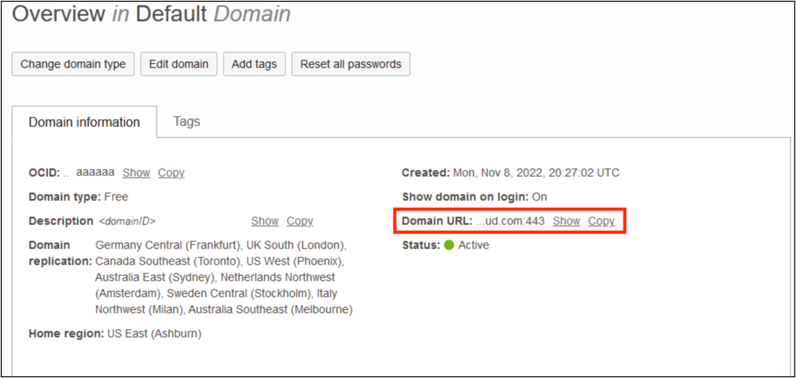 Overview in Default Domain
Change domain type Edit domain Add tags Reset all passwords
Domain information Tags
OCID: .. aaaaaa Show Copy
Domain type: Free
Description <domainID> Show Copy
Domain replication: Germany Central (Frankfurt), UK South (London),
Canada Southeast (Toronto), US West (Phoenix),
Australia East (Sydney), Netherlands Northwest
(Amsterdam), Sweden Central (Stockholm), Italy
Northwest (Milan), Australia Southeast (Melbourne)
Home region: US East (Ashburn)
Created: Mon, Nov 8, 2022, 20:27:02 UTC
Show domain on login: On
Domain URL: ...ud.com:443 Show Copy
Status: Active